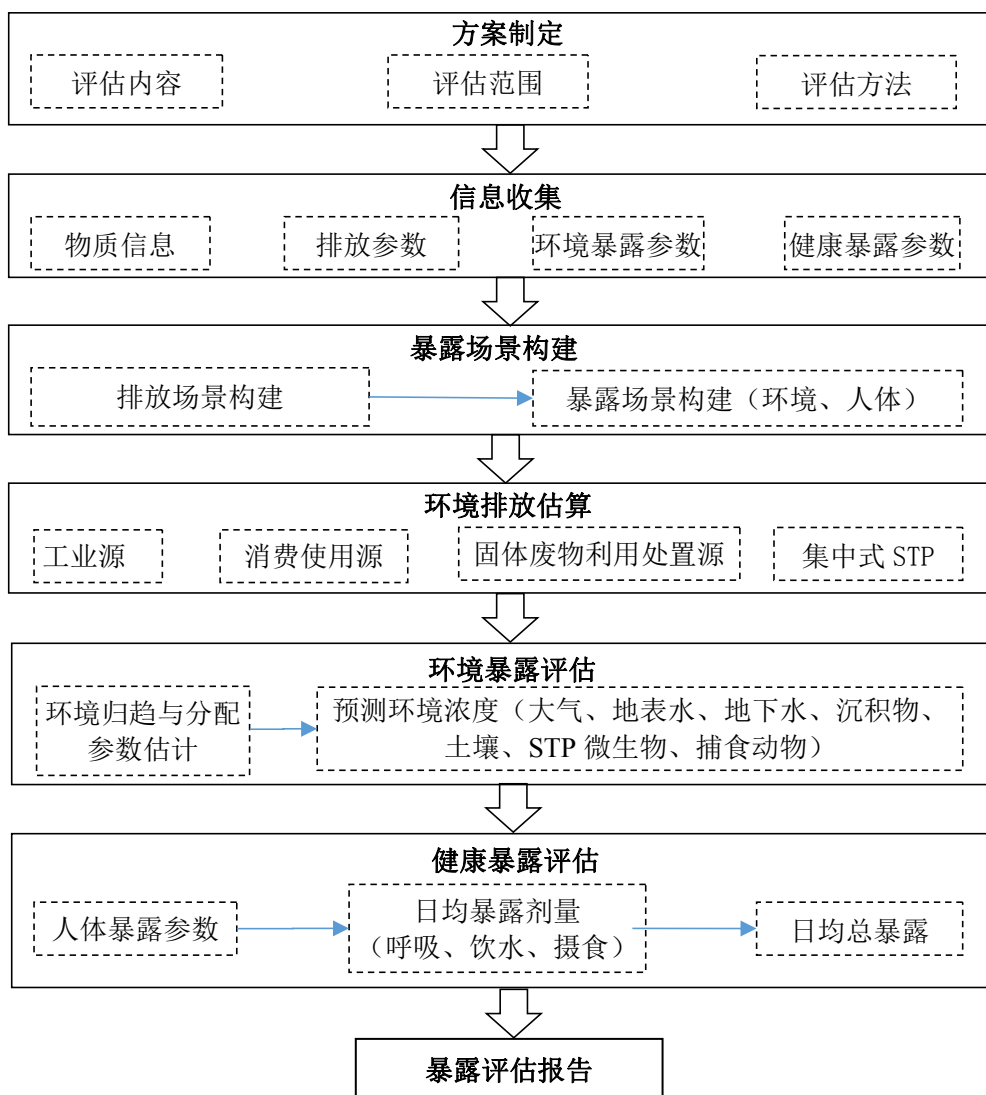 方案制定
评估内容
评估范围
评估方法
信息收集
物质信息
排放参数
环境暴露参数
健康暴露参数
暴露场景构建
排放场景构建
暴露场景构建（环境、人体）
环境排放估算
工业源
消费使用源
固体废物利用处置源
集中式 STP
环境暴露评估
环境归趋与分配
参数估计
预测环境浓度（大气、地表水、地下水、沉积物、
土壤、STP 微生物、捕食动物）
健康暴露评估
人体暴露参数
日均暴露剂量
（呼吸、饮水、摄食）
日均总暴露
暴露评估报告